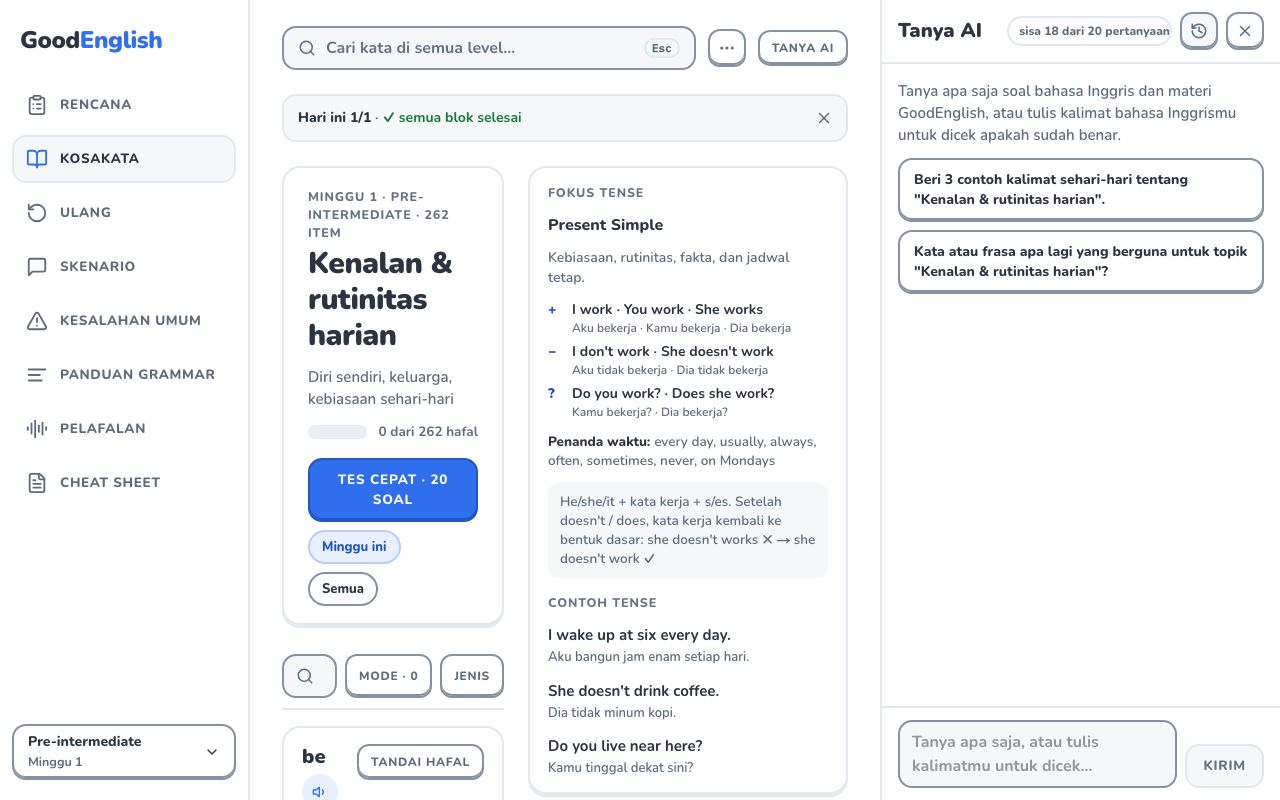 GoodEnglish
RENCANA
KOSAKATA
ULANG
SKENARIO
KESALAHAN UMUM
PANDUAN GRAMMAR
PELAFALAN
CHEAT SHEET
Pre-intermediate
Minggu 1
Cari kata di semua level...
Esc
TANYA AI
Hari ini 1/1 · ✓ semua blok selesai
MINGGU 1 · PRE-
INTERMEDIATE · 262
ITEM
Kenalan &
rutinitas
harian
Diri sendiri, keluarga,
kebiasaan sehari-hari
0 dari 262 hafal
TES CEPAT · 20
SOAL
Minggu ini
Semua
MODE · 0
JENIS
be
TANDAI HAFAL
FOKUS TENSE
Present Simple
Kebiasaan, rutinitas, fakta, dan jadwal
tetap.
+ I work · You work · She works
Aku bekerja · Kamu bekerja · Dia bekerja
− I don't work · She doesn't work
Aku tidak bekerja · Dia tidak bekerja
? Do you work? · Does she work?
Kamu bekerja? · Dia bekerja?
Penanda waktu: every day, usually, always,
often, sometimes, never, on Mondays
He/she/it + kata kerja + s/es. Setelah
doesn't / does, kata kerja kembali ke
bentuk dasar: she doesn't works ✕ → she
doesn't work ✓
CONTOH TENSE
I wake up at six every day.
Aku bangun jam enam setiap hari.
She doesn't drink coffee.
Dia tidak minum kopi.
Do you live near here?
Kamu tinggal dekat sini?
Tanya AI
sisa 18 dari 20 pertanyaan
Tanya apa saja soal bahasa Inggris dan materi
GoodEnglish, atau tulis kalimat bahasa Inggrismu
untuk dicek apakah sudah benar.
Beri 3 contoh kalimat sehari-hari tentang
"Kenalan & rutinitas harian".
Kata atau frasa apa lagi yang berguna untuk topik
"Kenalan & rutinitas harian"?
Tanya apa saja, atau tulis
kalimatmu untuk dicek...
KIRIM